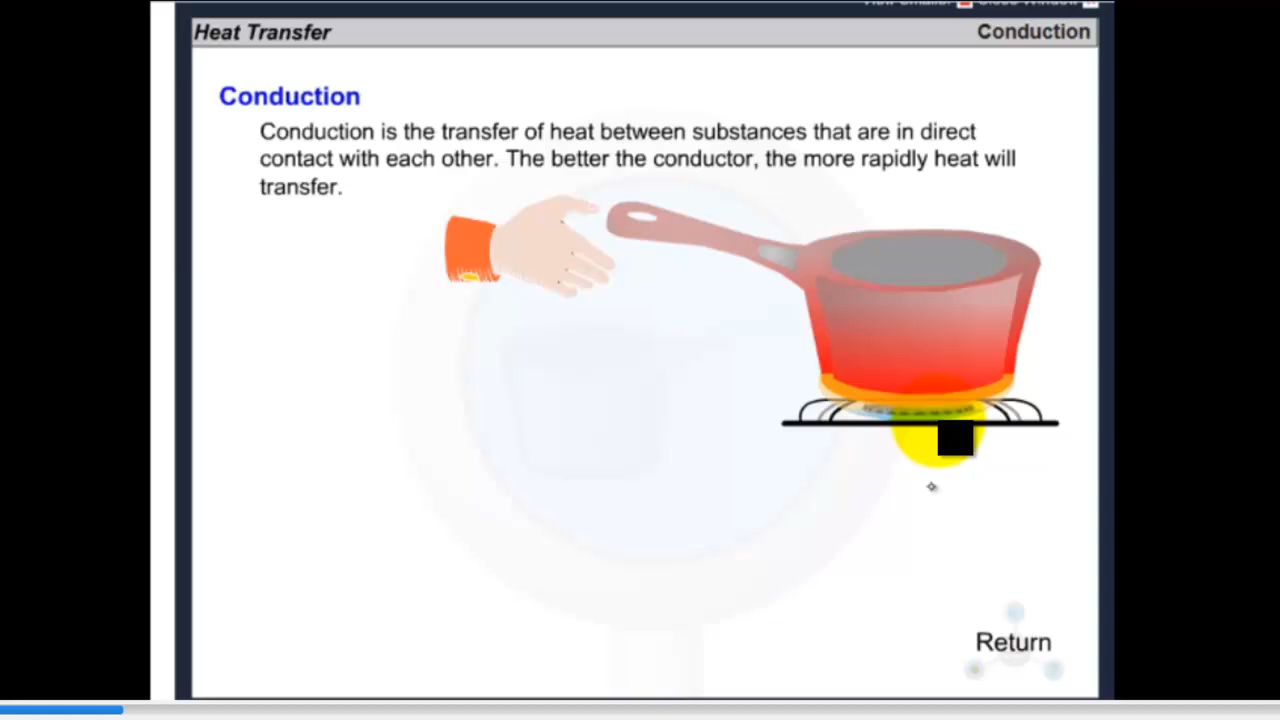 Heat Transfer
Conduction
Conduction
Conduction is the transfer of heat between substances that are in direct
contact with each other. The better the conductor, the more rapidly heat will
transfer.
Return